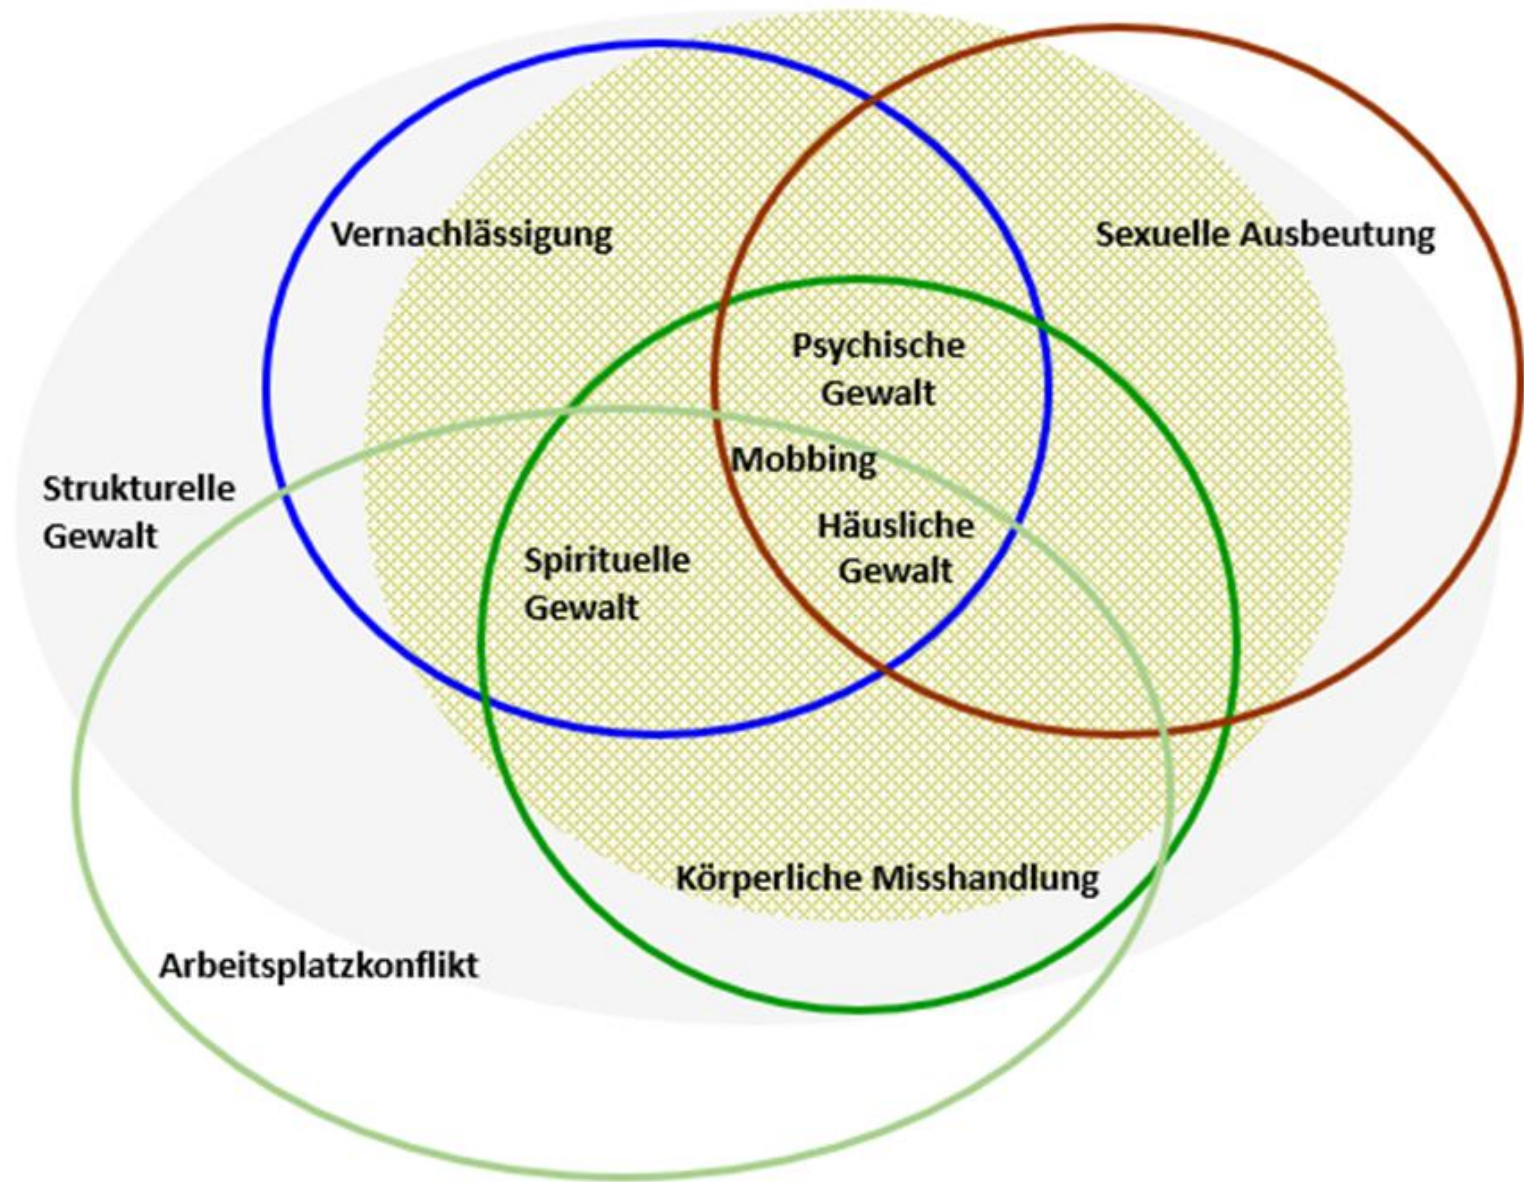 Vernachlässigung
Sexuelle Ausbeutung
Psychische
Gewalt
Mobbing
Strukturelle
Gewalt
Häusliche
Gewalt
Spirituelle
Gewalt
Körperliche Misshandlung
Arbeitsplatzkonflikt